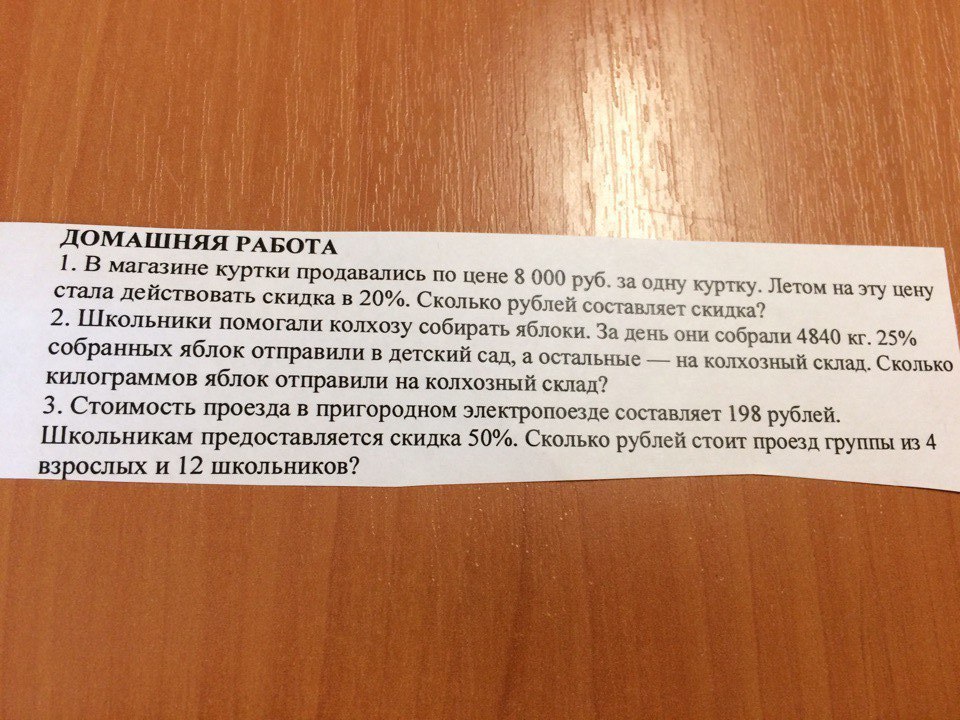 ДОМАШНЯЯ РАБОТА
1. В магазине куртки продавались по цене 8 000 руб. за одну куртку. Летом на эту цену
стала действовать скидка в 20%. Сколько рублей составляет скидка?
2. Школьники помогали колхозу собирать яблоки. За день они собрали 4840 кг. 25%
собранных яблок отправили в детский сад, а остальные — на колхозный склад. Сколько
килограммов яблок отправили на колхозный склад?
3. Стоимость проезда в пригородном электропоезде составляет 198 рублей.
Школьникам предоставляется скидка 50%. Сколько рублей стоит проезд группы из 4
взрослых и 12 школьников?